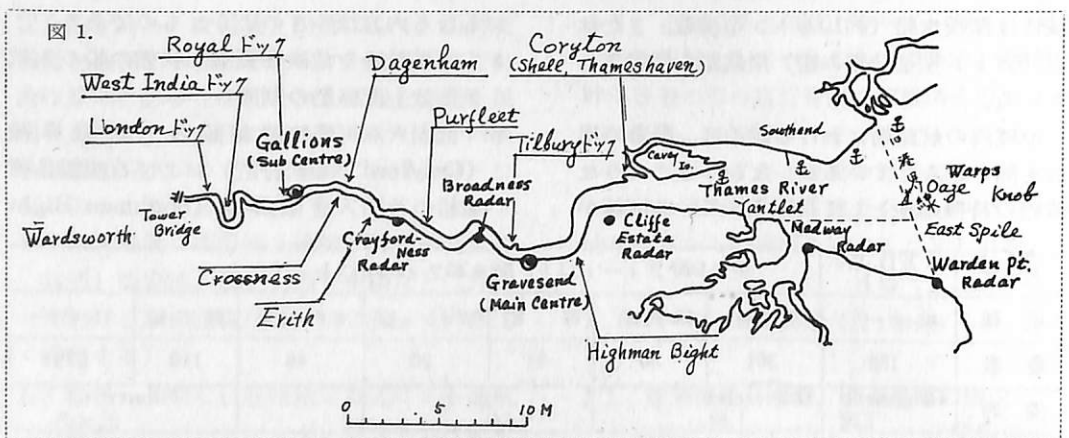 図 1.
Royal ドック
West India ドック
London ドック
Gallions
(Sub Centre)
Dagenham
Purfleet
Tilbury ドック
Coryton
(Shell Thameshaven)
Southend
Canvey Is.
Thames River
Yantlet
Medway
Radar
Oaze
Warps
Knob
East Spile
Warden Pt.
Radar
Tower
Bridge
Wardsworth
Crayford-
Ness
Radar
Broadness
Radar
Cliffe
Estate
Radar
Gravesend
(Main Centre)
Crossness
Erith
Highman Bight
0 5 10 M